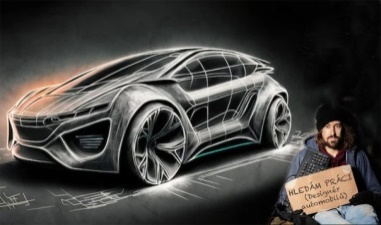 HLEDÁM PRÁCI
(Designér
automobilů)